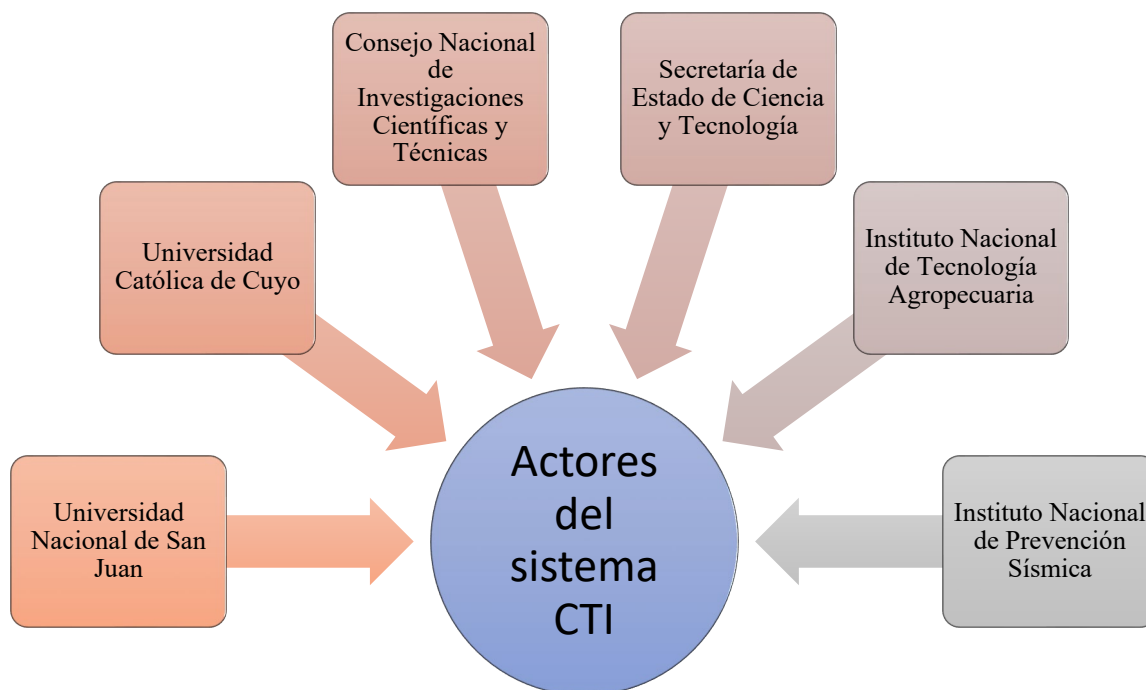 Consejo Nacional
de
Investigaciones
Científicas y
Técnicas
Secretaría de
Estado de Ciencia
y Tecnología
Universidad
Católica de Cuyo
Instituto Nacional
de Tecnología
Agropecuaria
Universidad
Nacional de San
Juan
Actores
del
sistema
CTI
Instituto Nacional
de Prevención
Sísmica